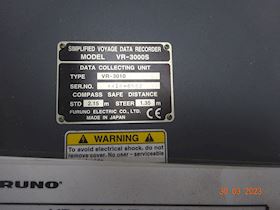 SIMPLIFIED VOYAGE DATA RECORDER
MODEL VR-3000S
DATA COLLECTING UNIT
TYPE VR-3010
SER.NO.
COMPASS SAFE DISTANCE
STD 2.15 m STEER 1.35 m
FURUNO ELECTRIC CO., LTD.
MADE IN JAPAN
WARNING
To avoid electrical shock, do not
remove cover. No user - serviceable
URUNO
30.03.2023